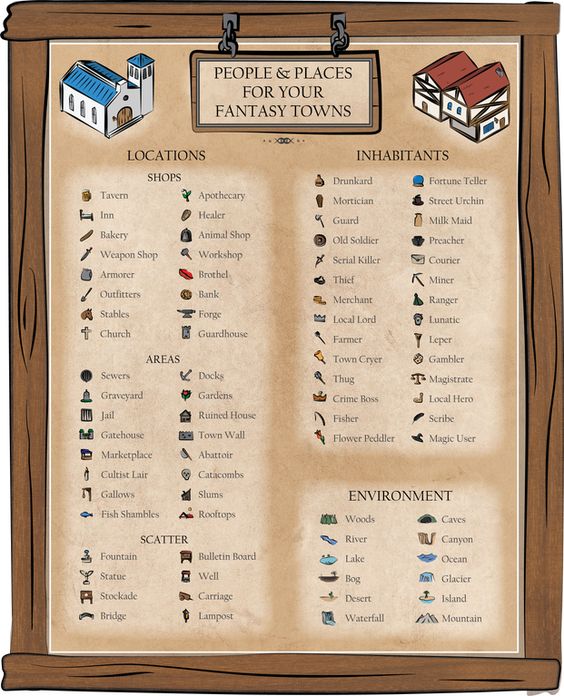 PEOPLE & PLACES
FOR YOUR
FANTASY TOWNS
LOCATIONS
SHOPS
Tavern
Inn
Bakery
Weapon Shop
Armorer
Outfitters
Stables
Church
Apothecary
Healer
Animal Shop
Workshop
Brothel
Bank
Forge
Guardhouse
AREAS
Sewers
Graveyard
Jail
Gatehouse
Marketplace
Cultist Lair
Gallows
Fish Shambles
Docks
Gardens
Ruined House
Town Wall
Abattoir
Catacombs
Slums
Rooftops
SCATTER
Fountain
Statue
Stockade
Bridge
Bulletin Board
Well
Carriage
Lampost
INHABITANTS
Drunkard
Mortician
Guard
Old Soldier
Serial Killer
Thief
Merchant
Local Lord
Farmer
Town Cryer
Thug
Crime Boss
Fisher
Flower Peddler
Fortune Teller
Street Urchin
Milk Maid
Preacher
Courier
Miner
Ranger
Lunatic
Leper
Gambler
Magistrate
Local Hero
Scribe
Magic User
ENVIRONMENT
Woods
River
Lake
Bog
Desert
Waterfall
Caves
Canyon
Ocean
Glacier
Island
Mountain